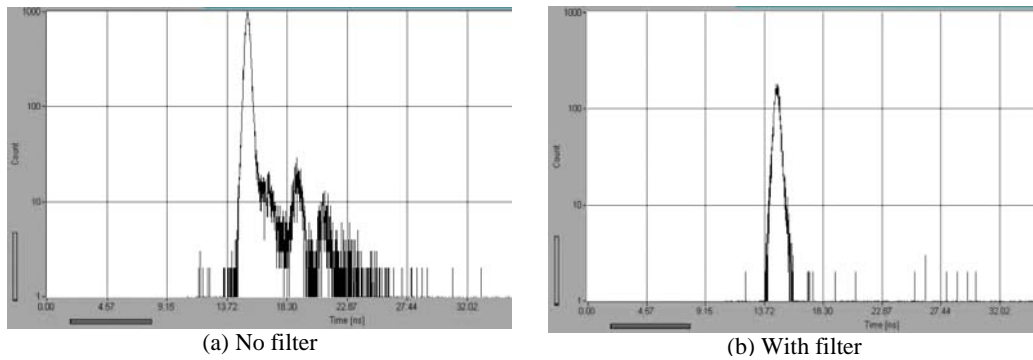 1000
100
10
1
Count
0.00 4.57 9.15 13.72 18.30 22.87 27.44 32.02
Time [ns]
(a) No filter
1000
100
10
1
Count
0.00 4.57 9.15 13.72 18.30 22.87 27.44 32.02
Time [ns]
(b) With filter